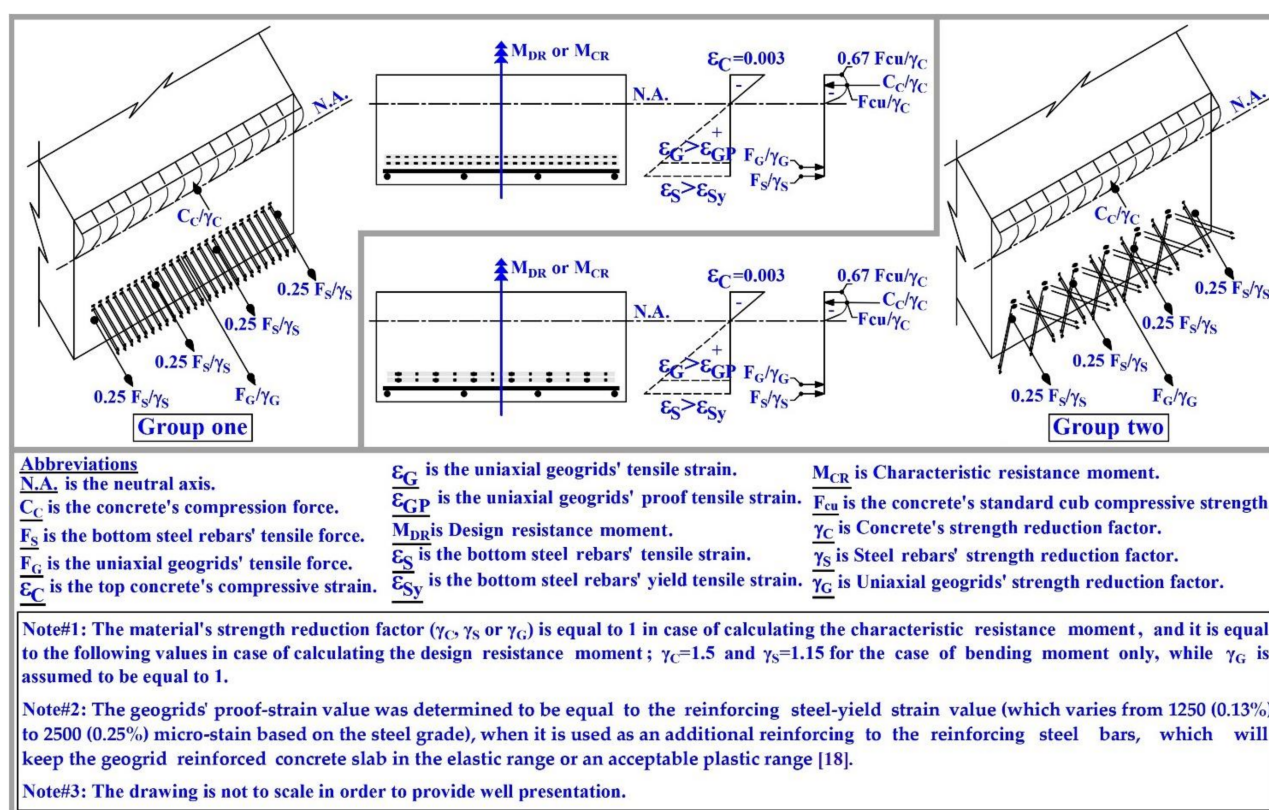 N.A.
C_C/γ_C
0.25 F_S/γ_S
0.25 F_S/γ_S
0.25 F_S/γ_S
0.25 F_S/γ_S
F_G/γ_G
Group one
M_DR or M_CR
N.A.
ε_C=0.003
-
+
ε_G>ε_GP
ε_S>ε_Sy
0.67 Fcu/γ_C
C_C/γ_C
-
Fcu/γ_C
F_G/γ_G
F_S/γ_S
M_DR or M_CR
N.A.
ε_C=0.003
-
+
ε_G>ε_GP
ε_S>ε_Sy
0.67 Fcu/γ_C
C_C/γ_C
-
Fcu/γ_C
F_G/γ_G
F_S/γ_S
N.A.
C_C/γ_C
0.25 F_S/γ_S
0.25 F_S/γ_S
0.25 F_S/γ_S
0.25 F_S/γ_S
F_G/γ_G
Group two
Abbreviations
N.A. is the neutral axis.
C_C is the concrete's compression force.
F_S is the bottom steel rebars' tensile force.
F_G is the uniaxial geogrids' tensile force.
ε_C is the top concrete's compressive strain.
ε_G is the uniaxial geogrids' tensile strain.
ε_GP is the uniaxial geogrids' proof tensile strain.
M_DR is Design resistance moment.
ε_S is the bottom steel rebars' tensile strain.
ε_Sy is the bottom steel rebars' yield tensile strain.
M_CR is Characteristic resistance moment.
F_cu is the concrete's standard cub compressive strength
γ_C is Concrete's strength reduction factor.
γ_S is Steel rebars' strength reduction factor.
γ_G is Uniaxial geogrids' strength reduction factor.
Note#1: The material's strength reduction factor (γ_C, γ_S or γ_G) is equal to 1 in case of calculating the characteristic resistance moment, and it is equal
to the following values in case of calculating the design resistance moment; γ_C=1.5 and γ_S=1.15 for the case of bending moment only, while γ_G is
assumed to be equal to 1.
Note#2: The geogrids' proof-strain value was determined to be equal to the reinforcing steel-yield strain value (which varies from 1250 (0.13%)
to 2500 (0.25%) micro-stain based on the steel grade), when it is used as an additional reinforcing to the reinforcing steel bars, which will
keep the geogrid reinforced concrete slab in the elastic range or an acceptable plastic range [18].
Note#3: The drawing is not to scale in order to provide well presentation.